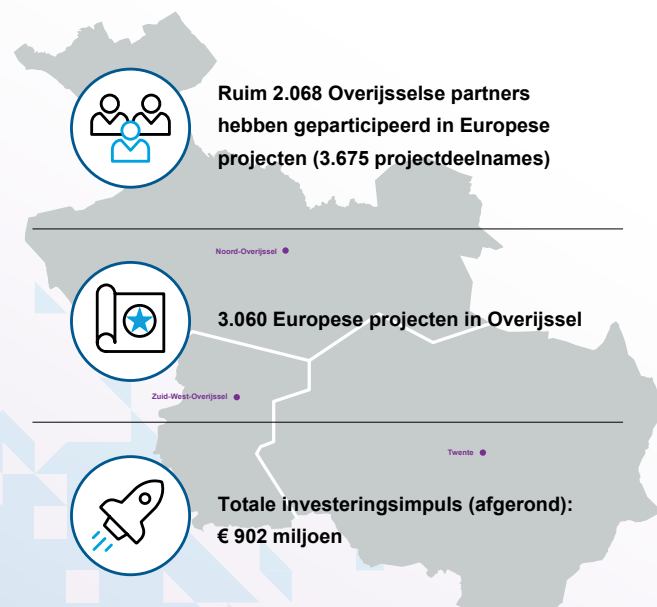 Ruim 2.068 Overijsselse partners
hebben geparticipeerd in Europese
projecten (3.675 projectdeelnames)
Noord-Overijssel
3.060 Europese projecten in Overijssel
Zuid-West-Overijssel
Twente
Totale investeringsimpuls (afgerond):
€ 902 miljoen